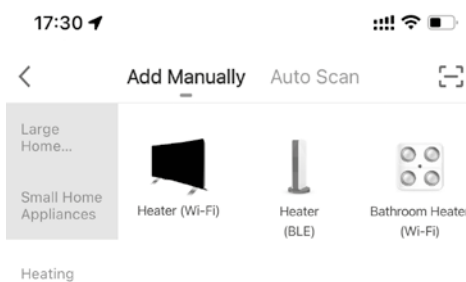 17:30
Add Manually Auto Scan
Large
Home...
Small Home
Appliances
Heating
Heater (Wi-Fi)
Heater
(BLE)
Bathroom Heater
(Wi-Fi)